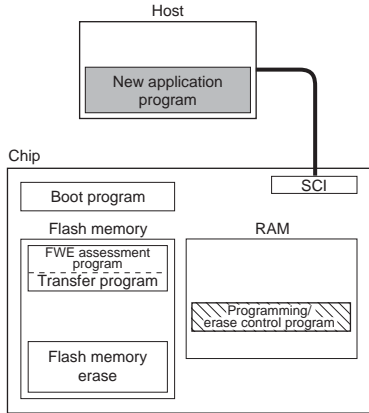 Host
New application
program
Chip
SCI
Boot program
Flash memory
RAM
FWE assessment
program
Transfer program
Programming/
erase control program
Flash memory
erase